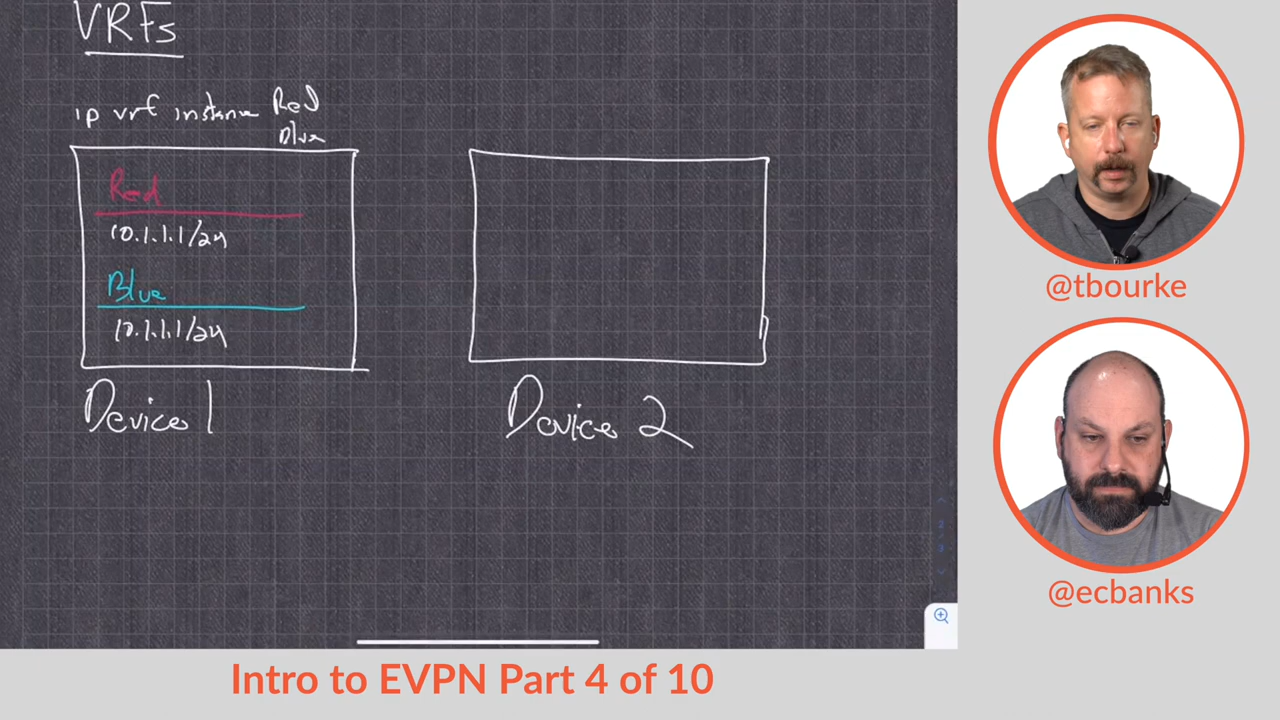 VRFs
ip vrf instance Red
Blue
Red
10.1.1.1/24
Blue
10.1.1.1/24
Device 1
Device 2
@tbourke
@ecbanks
Intro to EVPN Part 4 of 10